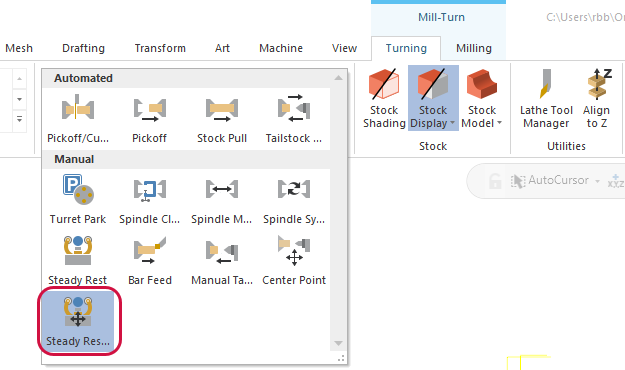 Mill-Turn
C:\Users\rbb\On
Mesh Drafting Transform Art Machine View Turning Milling
Automated
Pickoff/Cu... Pickoff Stock Pull Tailstock ...
Manual
Turret Park Spindle Cl... Spindle M... Spindle Sy...
Steady Rest Bar Feed Manual Ta... Center Point
Steady Res...
Stock Shading
Stock Display
Stock Model
Stock
Lathe Tool Manager
Align to Z
Utilities
AutoCursor